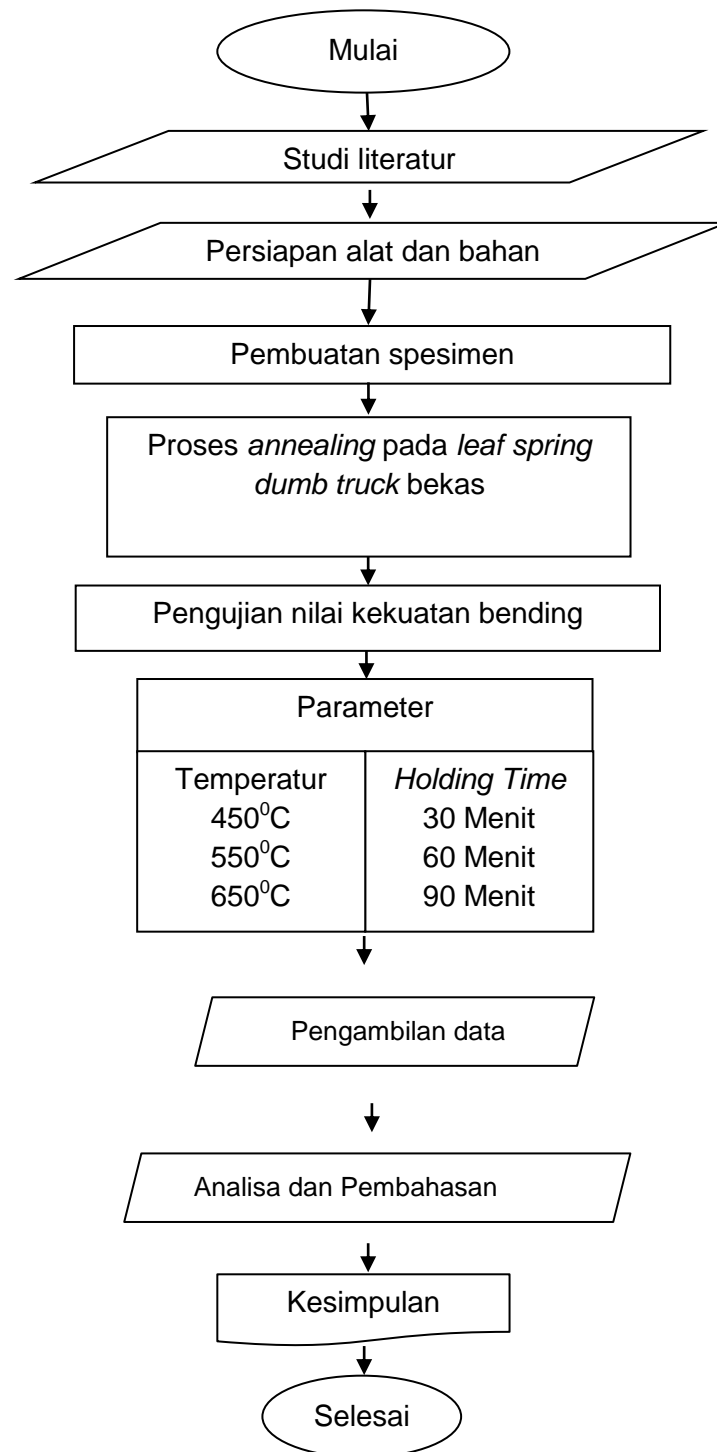 Mulai
Studi literatur
Persiapan alat dan bahan
Pembuatan spesimen
Proses annealing pada leaf spring
dumb truck bekas
Pengujian nilai kekuatan bending
Parameter
Temperatur
450⁰C
550⁰C
650⁰C
Holding Time
30 Menit
60 Menit
90 Menit
Pengambilan data
Analisa dan Pembahasan
Kesimpulan
Selesai